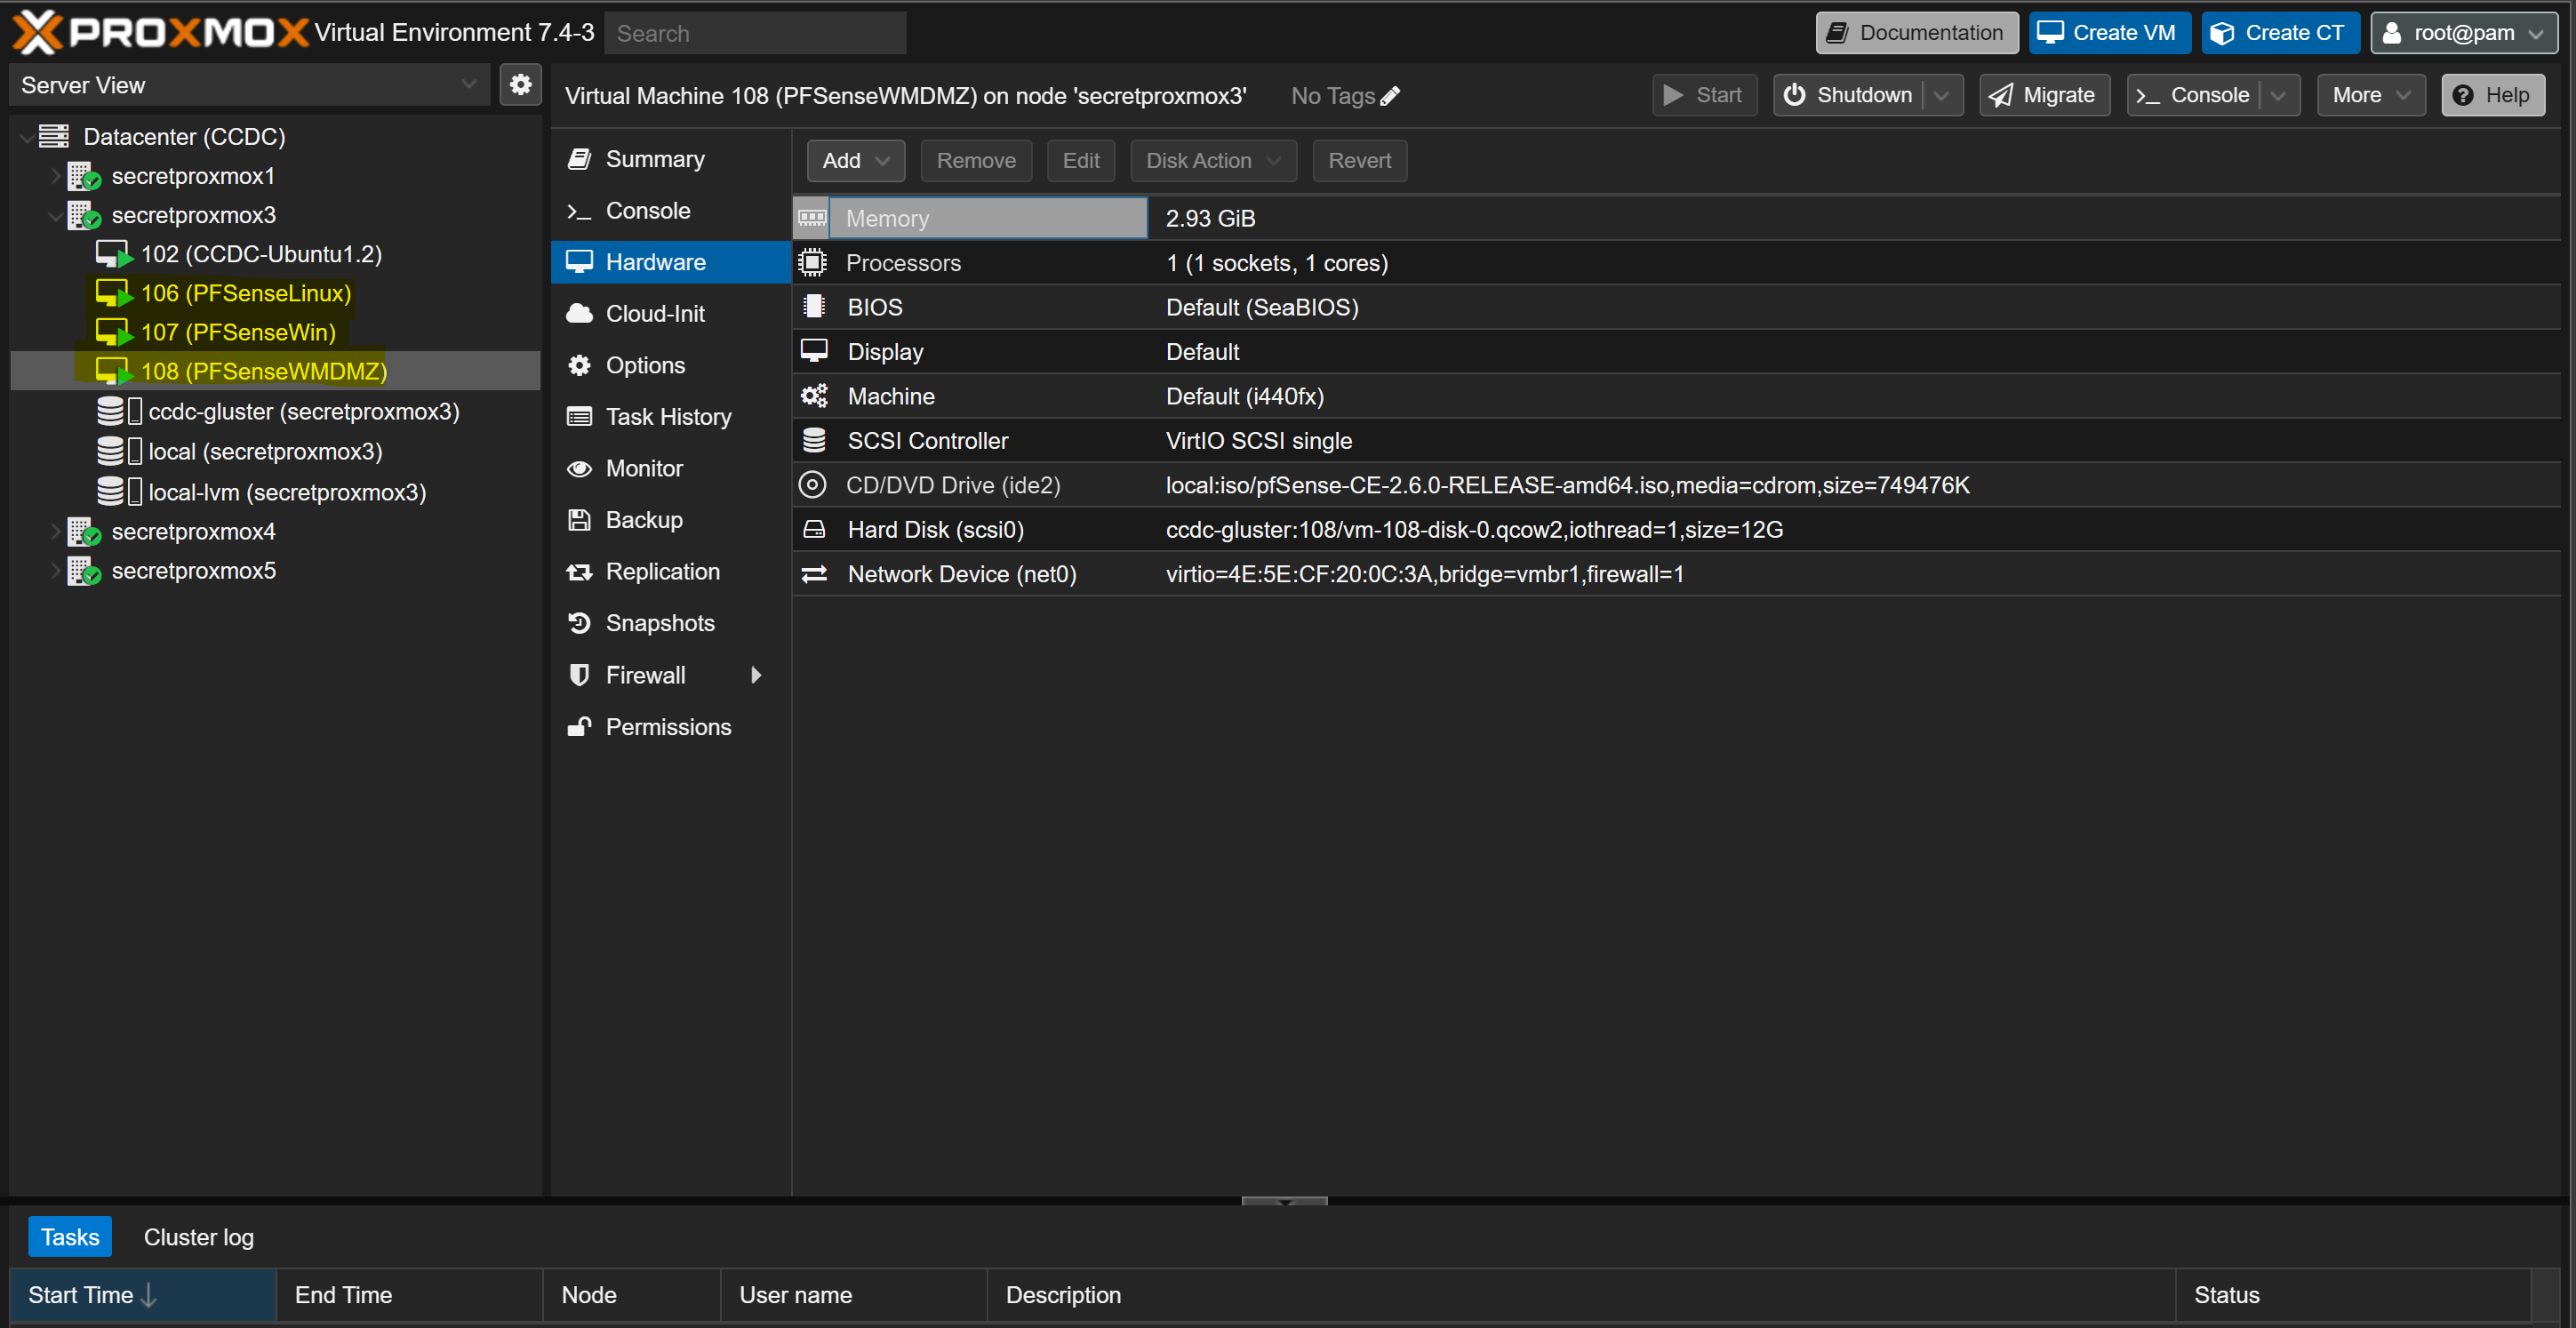 PROXMOX Virtual Environment 7.4-3 Search Documentation Create VM Create CT root@pam
Server View
Virtual Machine 108 (PFSenseWMDMZ) on node 'secretproxmox3' No Tags Start Shutdown Migrate Console More Help
Datacenter (CCDC)
secretproxmox1
secretproxmox3
102 (CCDC-Ubuntu1.2)
106 (PFSenseLinux)
107 (PFSenseWin)
108 (PFSenseWMDMZ)
ccdc-gluster (secretproxmox3)
local (secretproxmox3)
local-lvm (secretproxmox3)
secretproxmox4
secretproxmox5
Summary
Console
Hardware
Cloud-Init
Options
Task History
Monitor
Backup
Replication
Snapshots
Firewall
Permissions
Add Remove Edit Disk Action Revert
Memory 2.93 GiB
Processors 1 (1 sockets, 1 cores)
BIOS Default (SeaBIOS)
Display Default
Machine Default (i440fx)
SCSI Controller VirtIO SCSI single
CD/DVD Drive (ide2) local:iso/pfSense-CE-2.6.0-RELEASE-amd64.iso,media=cdrom,size=749476K
Hard Disk (scsi0) ccdc-gluster:108/vm-108-disk-0.qcow2,iothread=1,size=12G
Network Device (net0) virtio=4E:5E:CF:20:0C:3A,bridge=vmbr1,firewall=1
Tasks Cluster log
Start Time End Time Node User name Description Status